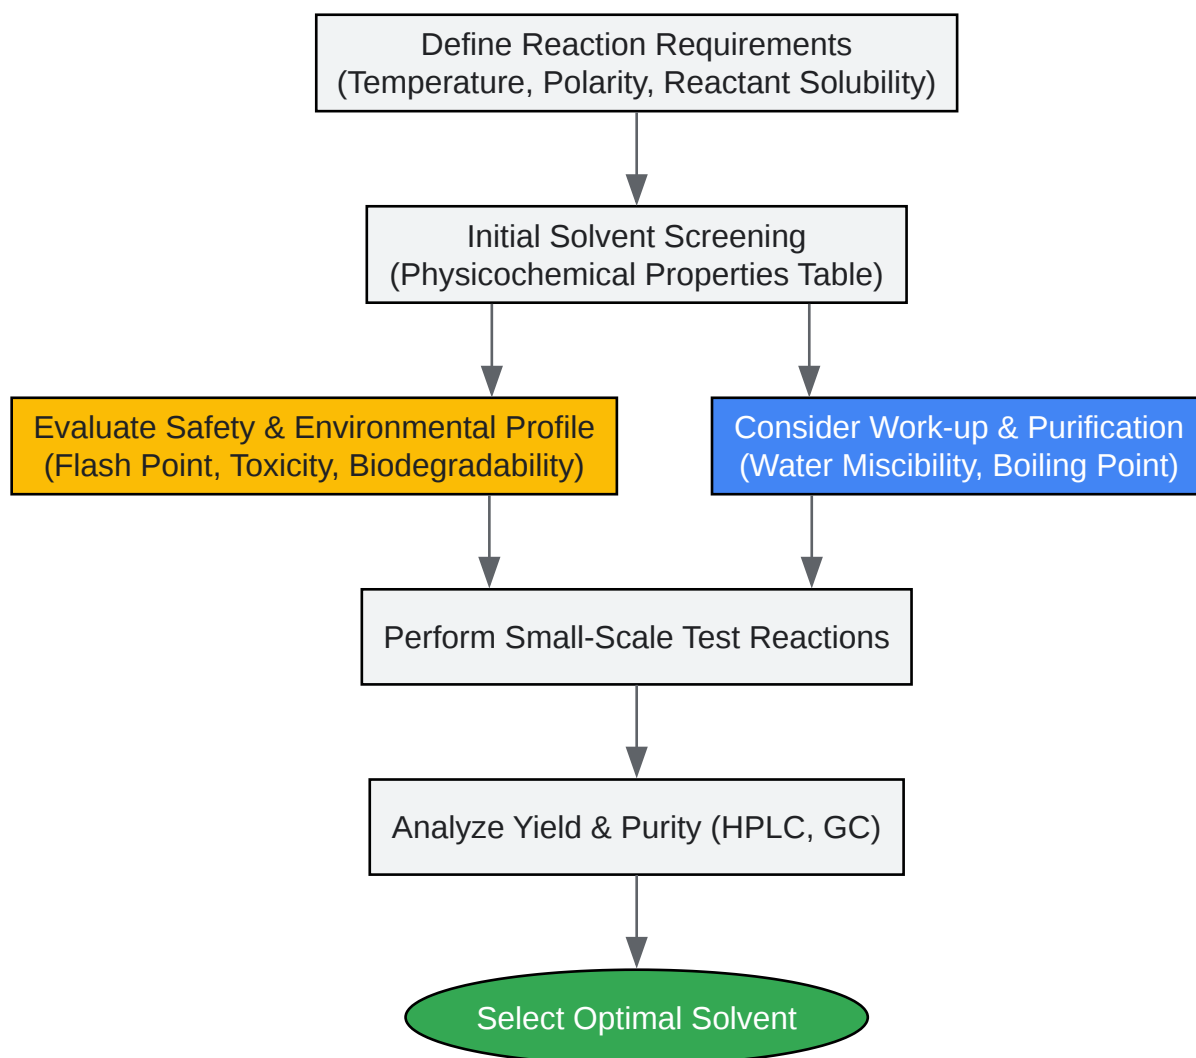 Define Reaction Requirements
(Temperature, Polarity, Reactant Solubility)
Initial Solvent Screening
(Physicochemical Properties Table)
Evaluate Safety & Environmental Profile
(Flash Point, Toxicity, Biodegradability)
Consider Work-up & Purification
(Water Miscibility, Boiling Point)
Perform Small-Scale Test Reactions
Analyze Yield & Purity (HPLC, GC)
Select Optimal Solvent